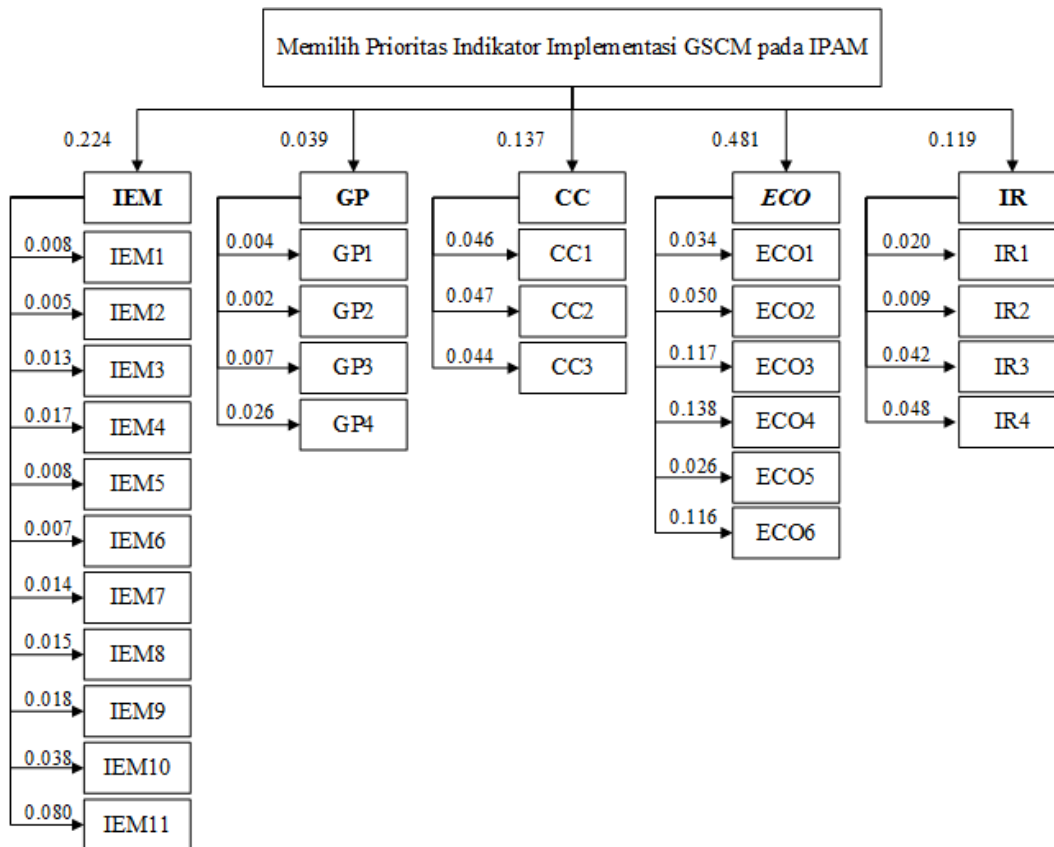 Memilih Prioritas Indikator Implementasi GSCM pada IPAM
0.224
0.039
0.137
0.481
0.119
IEM
GP
CC
ECO
IR
0.008
IEM1
0.005
IEM2
0.013
IEM3
0.017
IEM4
0.008
IEM5
0.007
IEM6
0.014
IEM7
0.015
IEM8
0.018
IEM9
0.038
IEM10
0.080
IEM11
0.004
GP1
0.002
GP2
0.007
GP3
0.026
GP4
0.046
CC1
0.047
CC2
0.044
CC3
0.034
ECO1
0.050
ECO2
0.117
ECO3
0.138
ECO4
0.026
ECO5
0.116
ECO6
0.020
IR1
0.009
IR2
0.042
IR3
0.048
IR4